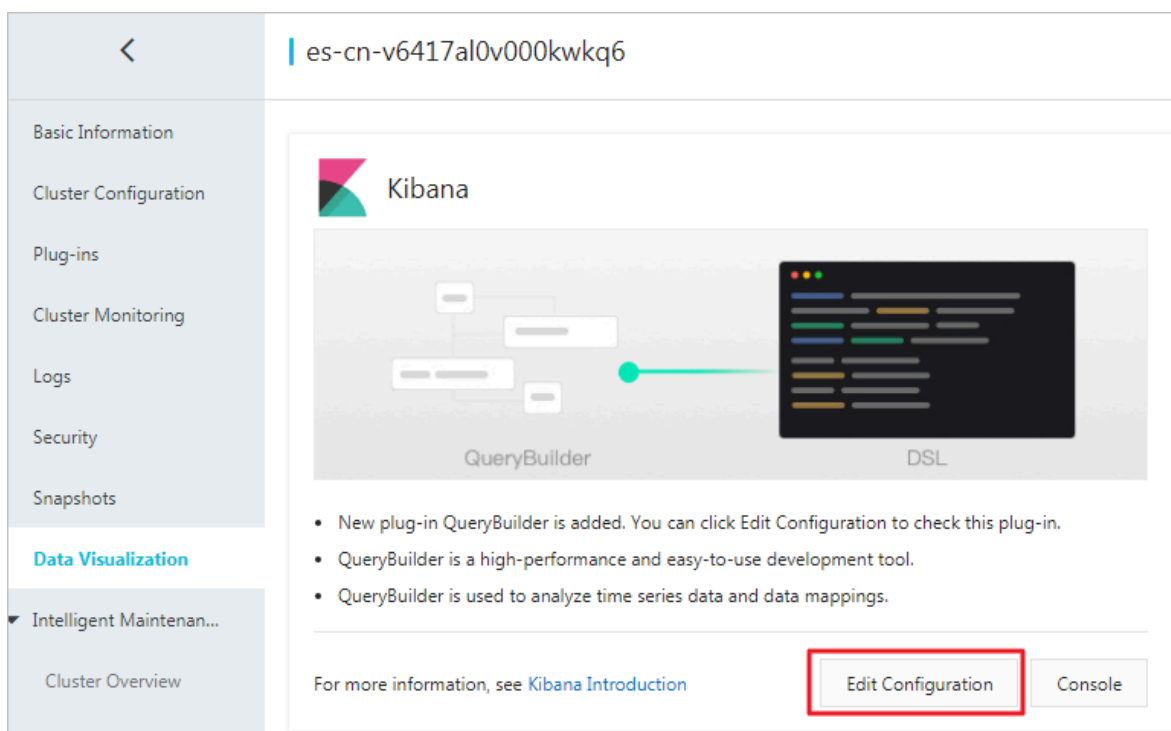 es-cn-v6417al0v000kwkq6
Basic Information
Cluster Configuration
Plug-ins
Cluster Monitoring
Logs
Security
Snapshots
Data Visualization
Intelligent Maintenan...
Cluster Overview
Kibana
QueryBuilder
DSL
New plug-in QueryBuilder is added. You can click Edit Configuration to check this plug-in.
QueryBuilder is a high-performance and easy-to-use development tool.
QueryBuilder is used to analyze time series data and data mappings.
For more information, see Kibana Introduction
Edit Configuration
Console